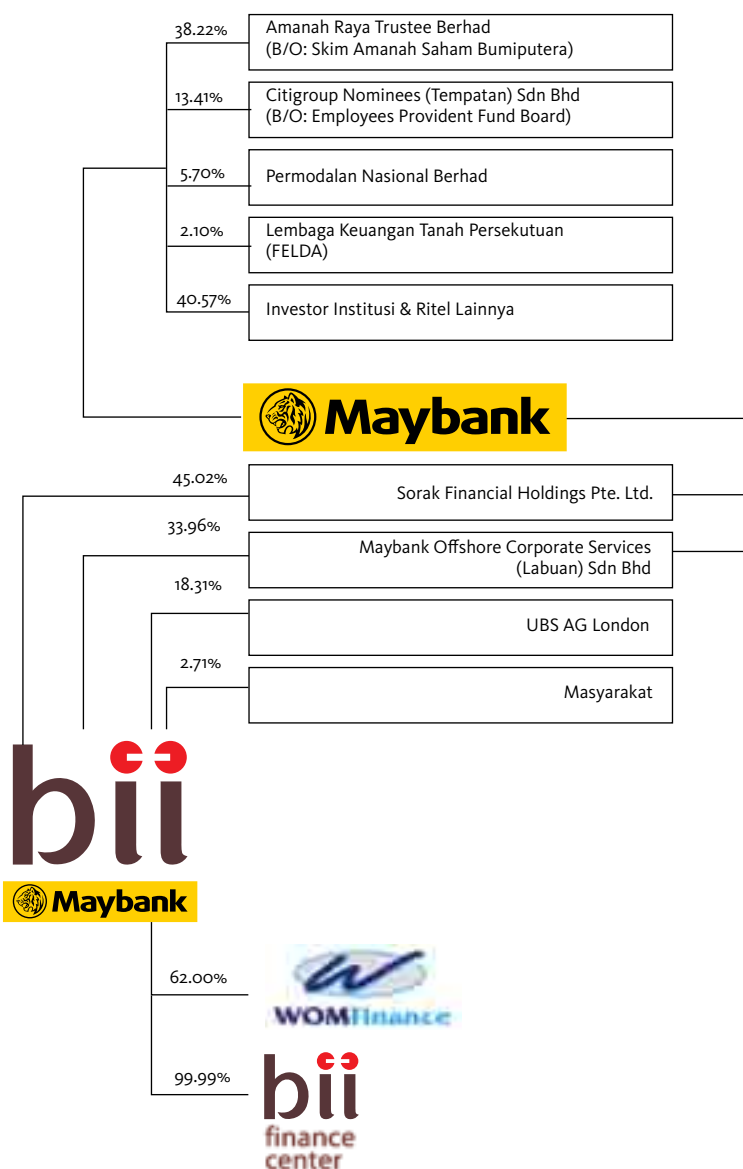 38.22%
Amanah Raya Trustee Berhad
(B/O: Skim Amanah Saham Bumiputera)
13.41%
Citigroup Nominees (Tempatan) Sdn Bhd
(B/O: Employees Provident Fund Board)
5.70%
Permodalan Nasional Berhad
2.10%
Lembaga Keuangan Tanah Persekutuan
(FELDA)
40.57%
Investor Institusi & Ritel Lainnya
Maybank
45.02%
Sorak Financial Holdings Pte. Ltd.
33.96%
Maybank Offshore Corporate Services
(Labuan) Sdn Bhd
18.31%
UBS AG London
2.71%
Masyarakat
bii
Maybank
62.00%
WOMFinance
99.99%
bii
finance
center